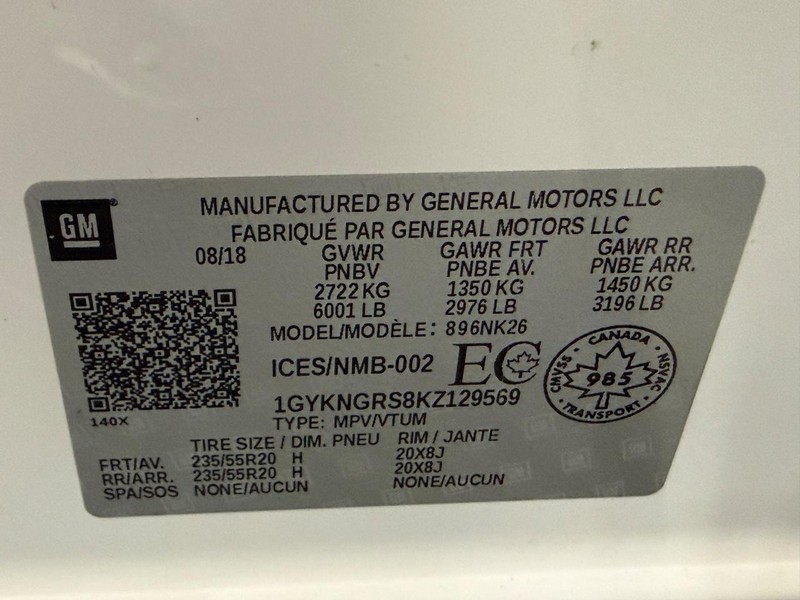 GM®
MANUFACTURED BY GENERAL MOTORS LLC
FABRIQUÉ PAR GENERAL MOTORS LLC
08/18 GVWR GAWR FRT GAWR RR
PNBV PNBE AV. PNBE ARR.
2722 KG 1350 KG 1450 KG
6001 LB 2976 LB 3196 LB
MODEL/MODÈLE: 896NK26
ICES/NMB-002 EC
CANADA
CMVSS 985 NSVAC
TRANSPORT
1GYKNGRS8KZ129569
140X
TYPE: MPV/VTUM
TIRE SIZE / DIM. PNEU RIM / JANTE
FRT/AV. 235/55R20 H 20X8J
RR/ARR. 235/55R20 H 20X8J
SPA/SOS NONE/AUCUN NONE/AUCUN